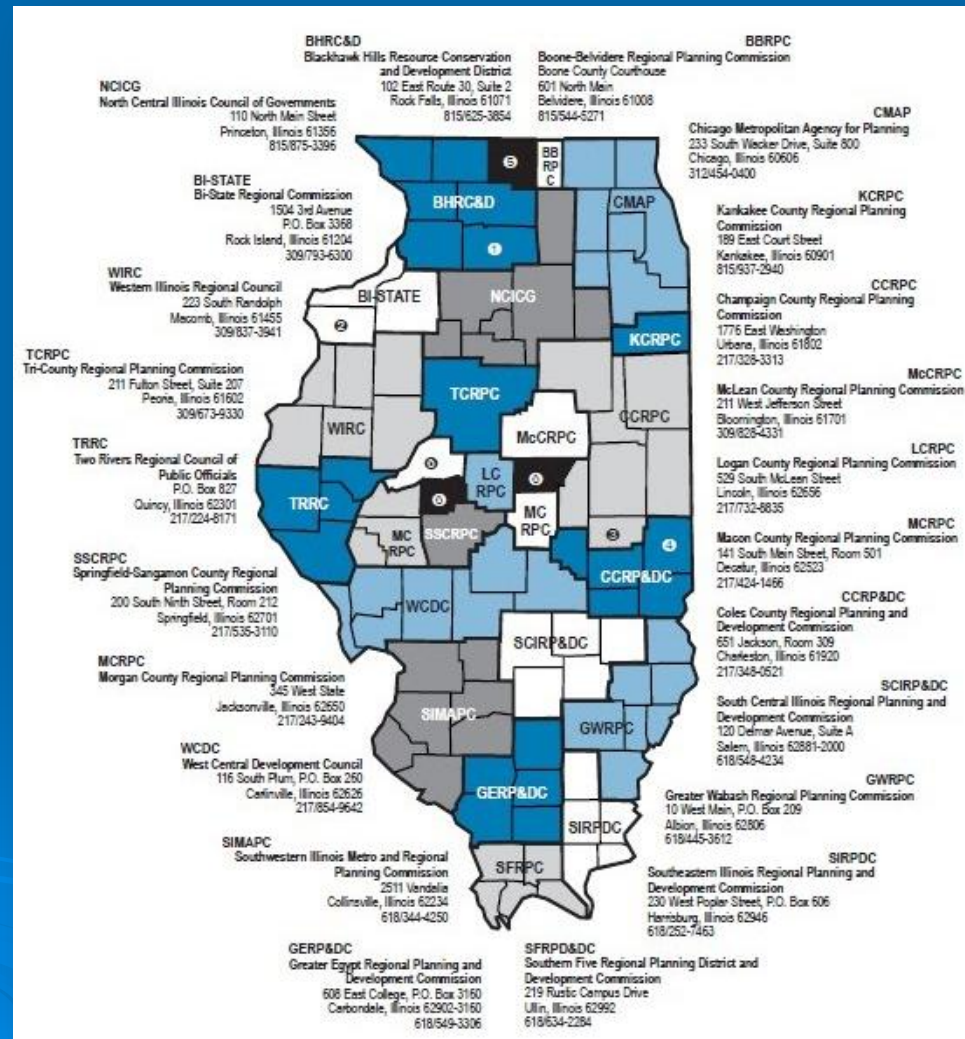 BHRC&D
Blackhawk Hills Resource Conservation
and Development District
102 East Route 30, Suite 2
Rock Falls, Illinois 61071
815/625-3854
BBRPC
Boone-Belvidere Regional Planning Commission
Boone County Courthouse
601 North Main
Belvidere, Illinois 61008
815/544-5271
NCICG
North Central Illinois Council of Governments
110 North Main Street
Princeton, Illinois 61356
815/875-3396
CMAP
Chicago Metropolitan Agency for Planning
233 South Wacker Drive, Suite 800
Chicago, Illinois 60606
312/454-0400
BI-STATE
Bi-State Regional Commission
1504 3rd Avenue
P.O. Box 3368
Rock Island, Illinois 61204
309/793-6300
KCRPC
Kankakee County Regional Planning
Commission
189 East Court Street
Kankakee, Illinois 60901
815/937-2940
WIRC
Western Illinois Regional Council
223 South Randolph
Macomb, Illinois 61455
309/837-3941
CCRPC
Champaign County Regional Planning
Commission
1776 East Washington
Urbana, Illinois 61802
217/328-3313
TCRPC
Tri-County Regional Planning Commission
211 Fulton Street, Suite 207
Peoria, Illinois 61602
309/673-9330
McCRPC
McLean County Regional Planning Commission
211 West Jefferson Street
Bloomington, Illinois 61701
309/828-4331
TRRC
Two Rivers Regional Council of
Public Officials
P.O. Box 827
Quincy, Illinois 62301
217/224-8171
LCRPC
Logan County Regional Planning Commission
529 South McLean Street
Lincoln, Illinois 62656
217/732-8835
SSCRPC
Springfield-Sangamon County Regional
Planning Commission
200 South Ninth Street, Room 212
Springfield, Illinois 62701
217/535-3110
MCRPC
Macon County Regional Planning Commission
141 South Main Street, Room 501
Decatur, Illinois 62523
217/424-1466
CCRP&DC
Coles County Regional Planning and
Development Commission
651 Jackson, Room 309
Charleston, Illinois 61920
217/348-0521
MCRPC
Morgan County Regional Planning Commission
345 West State
Jacksonville, Illinois 62650
217/243-9404
SCIRP&DC
South Central Illinois Regional Planning and
Development Commission
120 Delmar Avenue, Suite A
Salem, Illinois 62881-2000
618/548-4234
WCDC
West Central Development Council
116 South Plum, P.O. Box 260
Carlinville, Illinois 62626
217/854-9642
GWRPC
Greater Wabash Regional Planning Commission
10 West Main, P.O. Box 209
Albion, Illinois 62806
618/445-3612
SIMAPC
Southwestern Illinois Metro and Regional
Planning Commission
2511 Vandalia
Collinsville, Illinois 62234
618/344-4250
SIRPDC
Southeastern Illinois Regional Planning and
Development Commission
230 West Poplar Street, P.O. Box 606
Harrisburg, Illinois 62946
618/252-7463
GERP&DC
Greater Egypt Regional Planning and
Development Commission
608 East College, P.O. Box 3160
Carbondale, Illinois 62902-3160
618/549-3306
SFRPD&DC
Southern Five Regional Planning District and
Development Commission
219 Rustic Campus Drive
Ullin, Illinois 62992
618/634-2284
BB
RP
C
BHRC&D
CMAP
1
BI-STATE
NCICG
2
KCRPC
TCRPC
CCRPC
WIRC
McCRPC
LC
RPC
TRRC
MC
RPC
SSCRPC
MC
RPC
3
4
CCRP&DC
WCDC
SCIRP&DC
SIMAPC
GWRPC
GERP&DC
SIRPDC
SFRPC